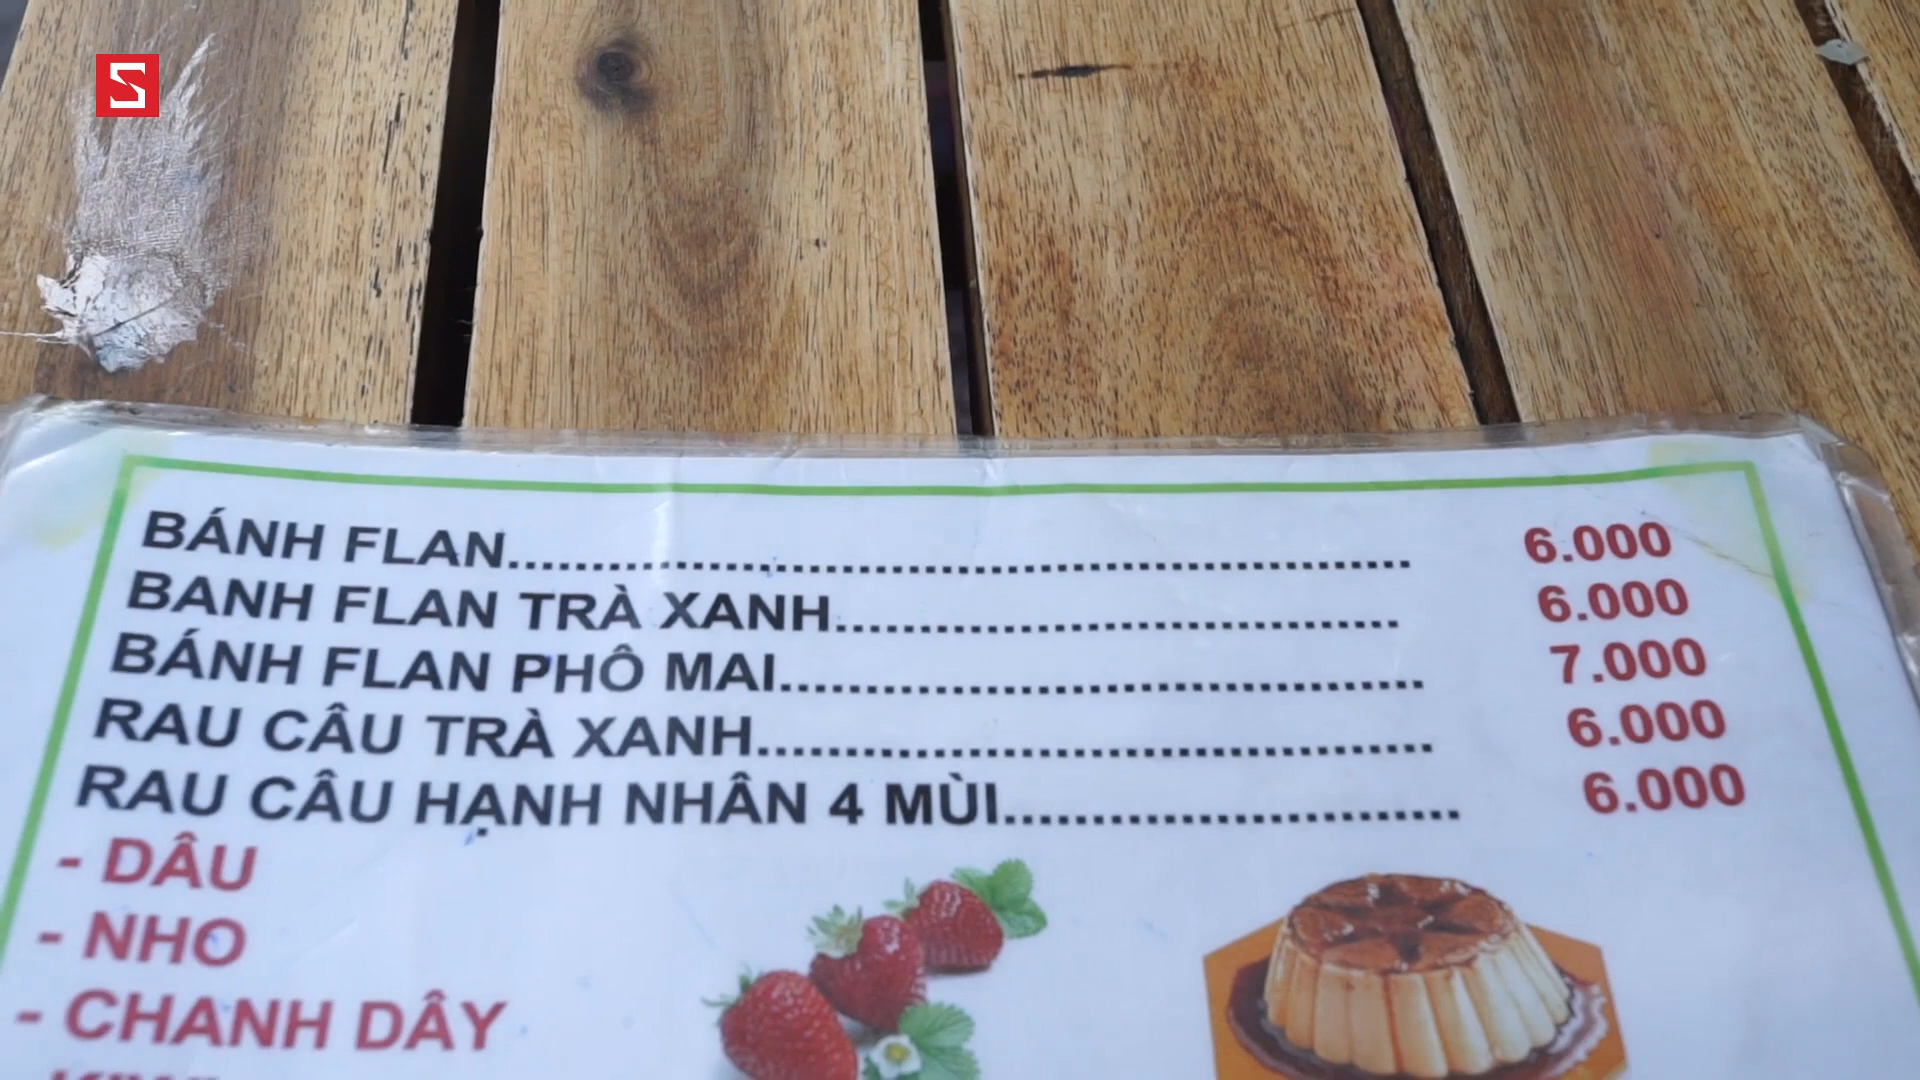 S
BÁNH FLAN.................................................................. 6.000
BANH FLAN TRÀ XANH......................................... 6.000
BÁNH FLAN PHÔ MAI............................................... 7.000
RAU CÂU TRÀ XANH................................................. 6.000
RAU CÂU HẠNH NHÂN 4 MÙI................................ 6.000
- DÂU
- NHO
- CHANH DÂY